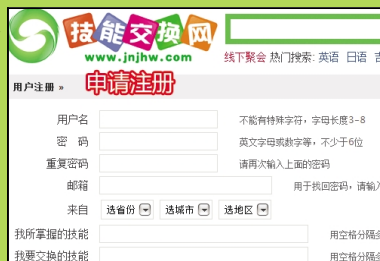 技能交换网
www.jnjhw.com
线下聚会 热门搜索: 英语 日语
用户注册 » 申请注册
用户名 不能有特殊字符，字母长度3-8
密 码 英文字母或数字等，不少于6位
重复密码 请再次输入上面的密码
邮箱 用于找回密码，请输入
来自 选省份 选城市 选地区
我所掌握的技能 用空格分隔
我要交换的技能 用空格分隔